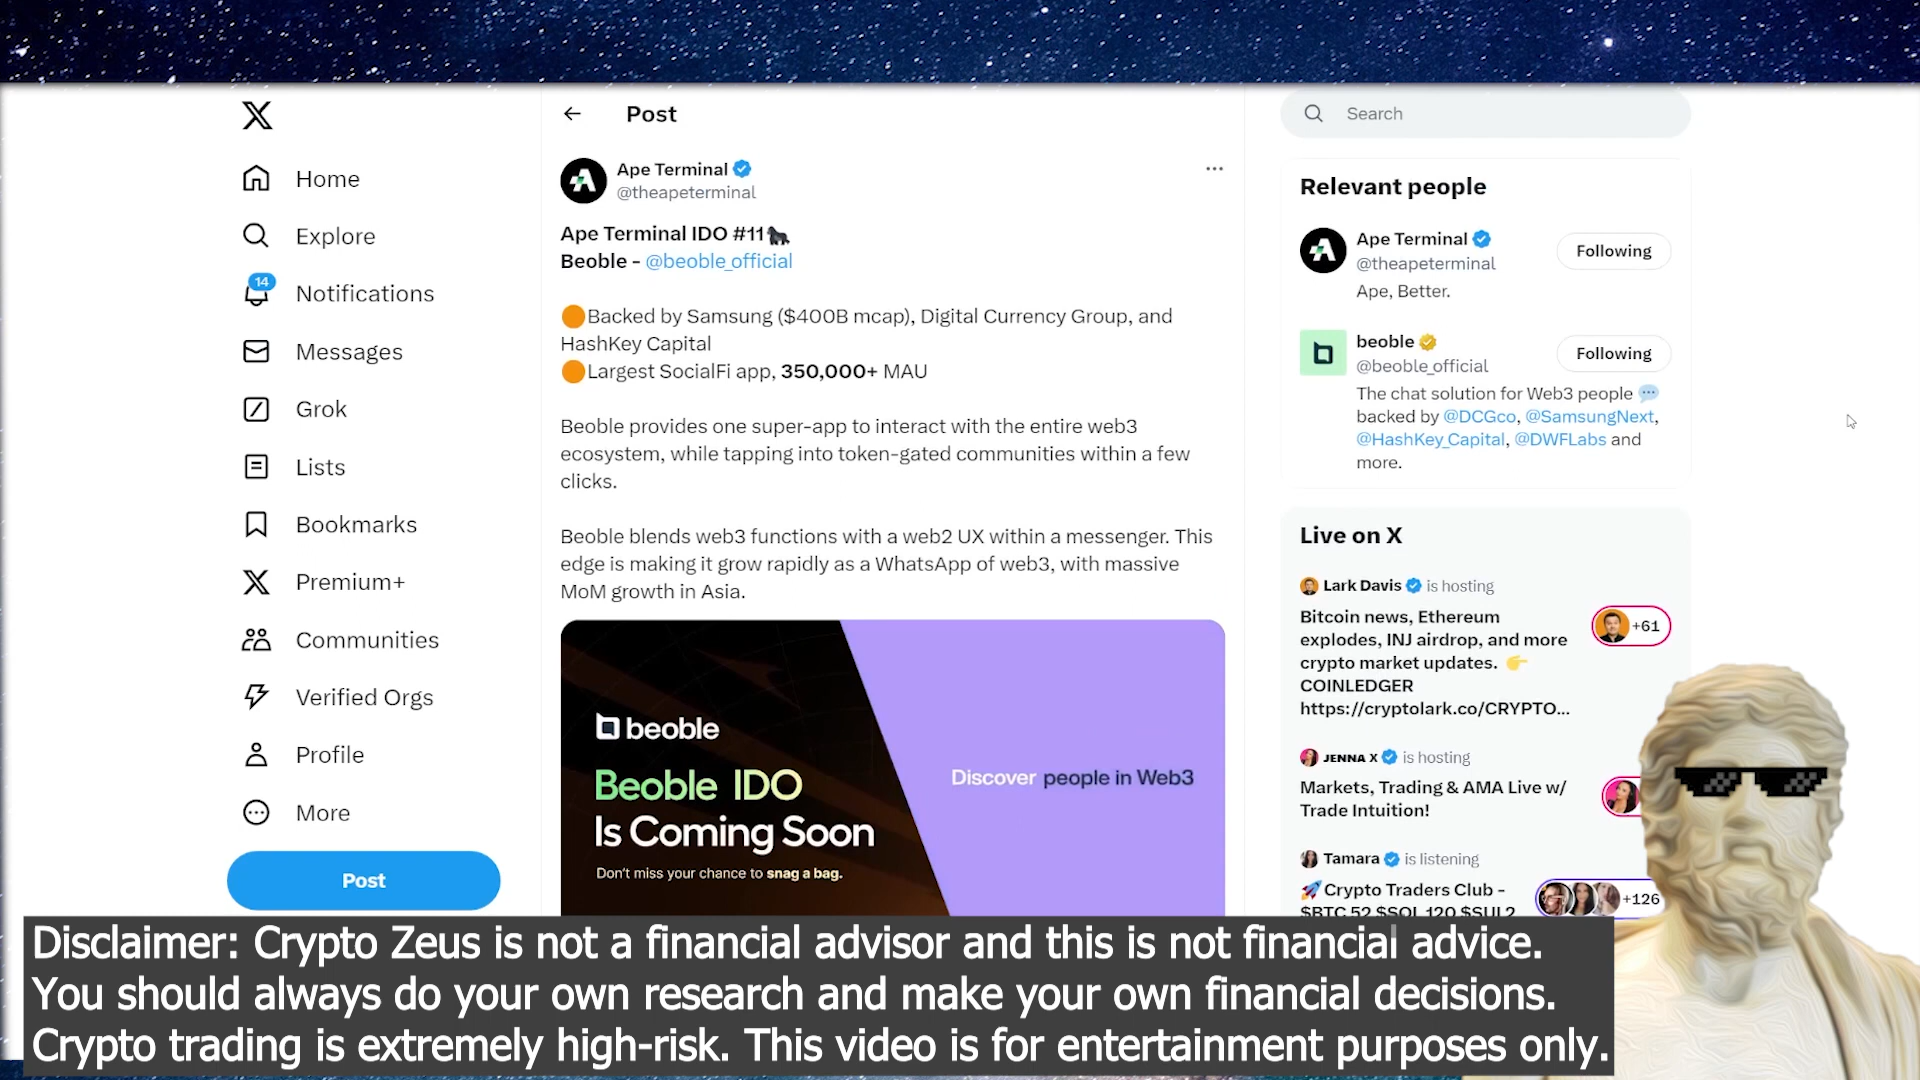 Home
Explore
14
Notifications
Messages
Grok
Lists
Bookmarks
Premium+
Communities
Verified Orgs
Profile
More
Post
Post
Ape Terminal
@theapeterminal
Ape Terminal IDO #11🦍
Beoble - @beoble_official
🟠Backed by Samsung ($400B mcap), Digital Currency Group, and
HashKey Capital
🟠Largest SocialFi app, 350,000+ MAU
Beoble provides one super-app to interact with the entire web3
ecosystem, while tapping into token-gated communities within a few
clicks.
Beoble blends web3 functions with a web2 UX within a messenger. This
edge is making it grow rapidly as a WhatsApp of web3, with massive
MoM growth in Asia.
beoble
Beoble IDO
Is Coming Soon
Don't miss your chance to snag a bag.
Discover people in Web3
Search
Relevant people
Ape Terminal
Following
@theapeterminal
Ape, Better.
beoble
Following
@beoble_official
The chat solution for Web3 people 💬
backed by @DCGco, @SamsungNext,
@HashKey_Capital, @DWFLabs and
more.
Live on X
Lark Davis is hosting
Bitcoin news, Ethereum
explodes, INJ airdrop, and more
crypto market updates. 👉
COINLEDGER
https://cryptolark.co/CRYPTO...
+61
JENNA X is hosting
Markets, Trading & AMA Live w/
Trade Intuition!
Tamara is listening
🚀Crypto Traders Club -
+126
Disclaimer: Crypto Zeus is not a financial advisor and this is not financial advice.
You should always do your own research and make your own financial decisions.
Crypto trading is extremely high-risk. This video is for entertainment purposes only.